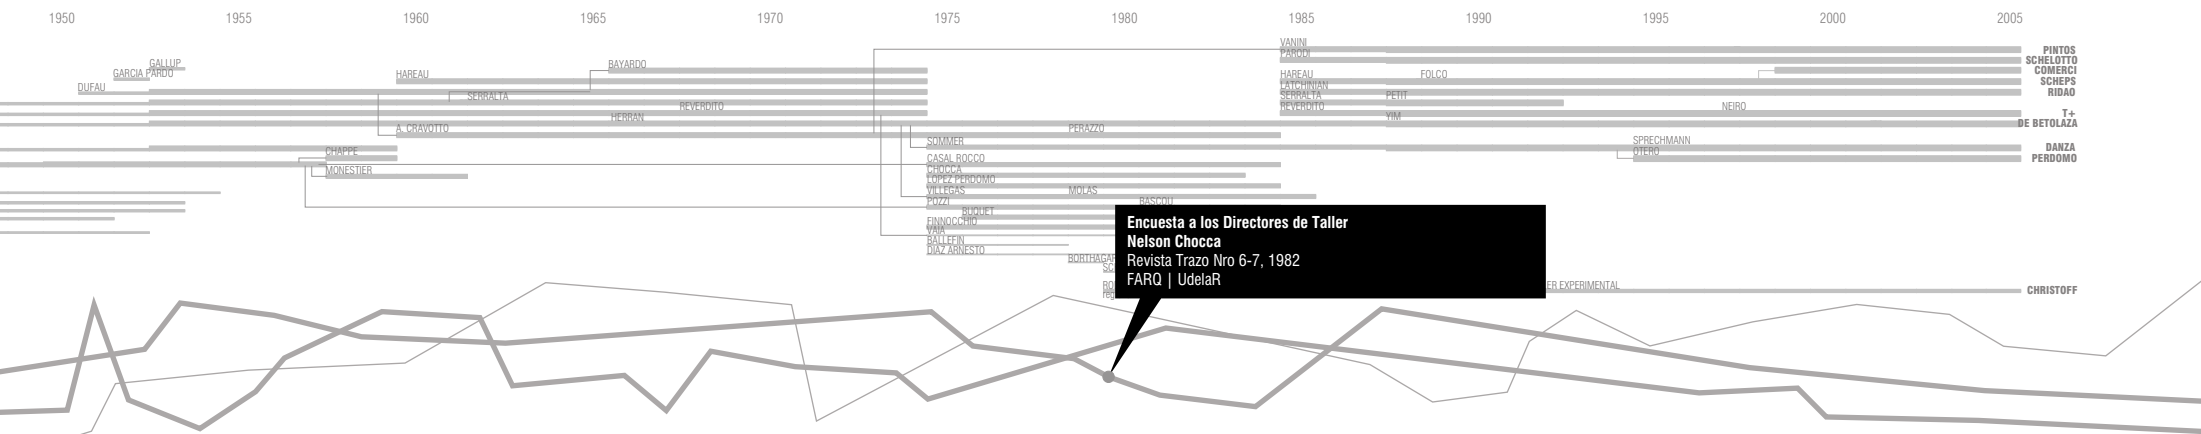 1950 1955 1960 1965 1970 1975 1980 1985 1990 1995 2000 2005
VANINI
PINTOS
PARODI
SCHELOTTO
GALLUP
BAYARDO
COMERCI
GARCIA PARDO
HAREAU
HAREAU
FOLCO
SCHEPS
DUFAU
LATCHINIAN
RIDAO
SERRALTA
SERRALTA
PETIT
REVERDITO
REVERDITO
NEIRO
T+
HERRAN
YIM
DE BETOLAZA
A. CRAVOTTO
PERAZZO
SOMMER
SPRECHMANN
DANZA
CHAPPE
OTERO
CASAL ROCCO
PERDOMO
MONESTIER
CHOCCA
LOPEZ PERDOMO
VILLEGAS
MOLAS
POZZI
BASCOU
BUQUET
FINNOCCHIO
VAIA
BALLEFIN
DIAZ ARNESTO
Encuesta a los Directores de Taller
Nelson Chocca
Revista Trazo Nro 6-7, 1982
FARQ | UdelaR
EXPERIMENTAL
CHRISTOFF